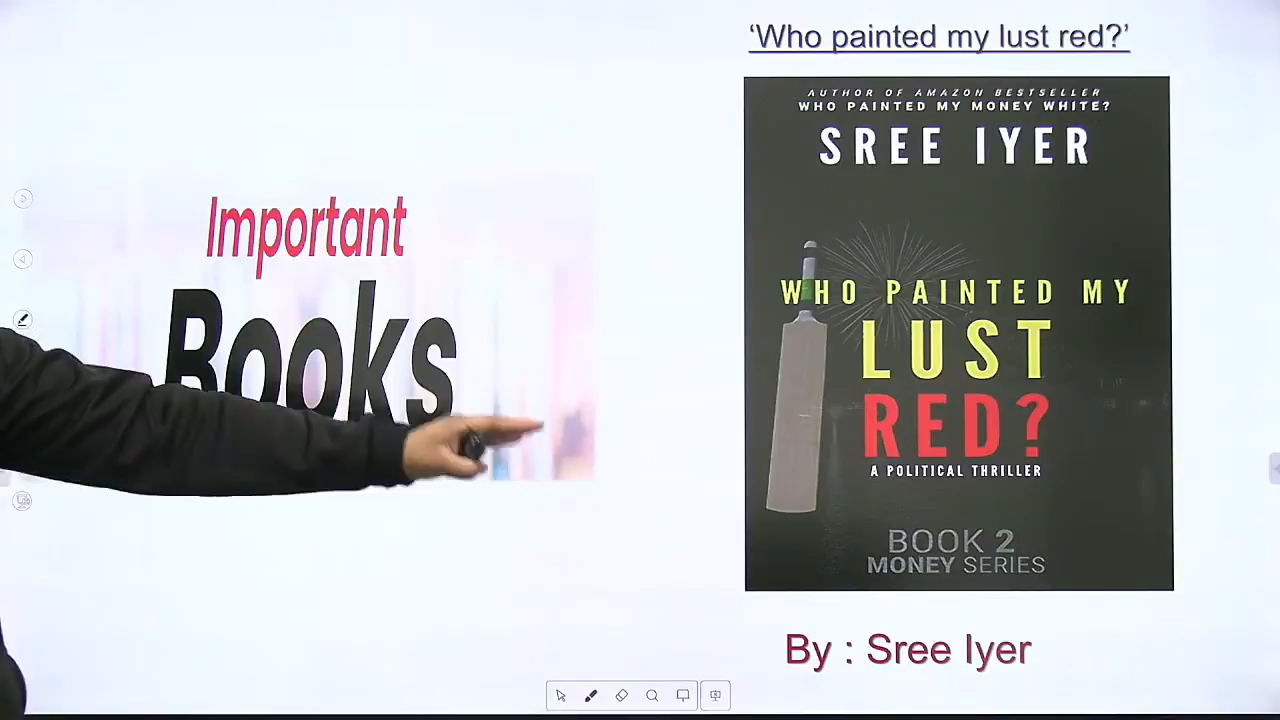 Important
Books
‘Who painted my lust red?’
AUTHOR OF AMAZON BESTSELLER
WHO PAINTED MY MONEY WHITE?
SREE IYER
WHO PAINTED MY
LUST
RED?
A POLITICAL THRILLER
BOOK 2
MONEY SERIES
By : Sree Iyer